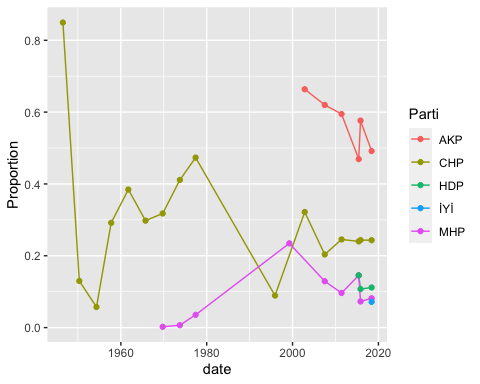 0.8
0.6
0.4
0.2
0.0
Proportion
1960
1980
2000
2020
date
Parti
AKP
CHP
HDP
İYİ
MHP